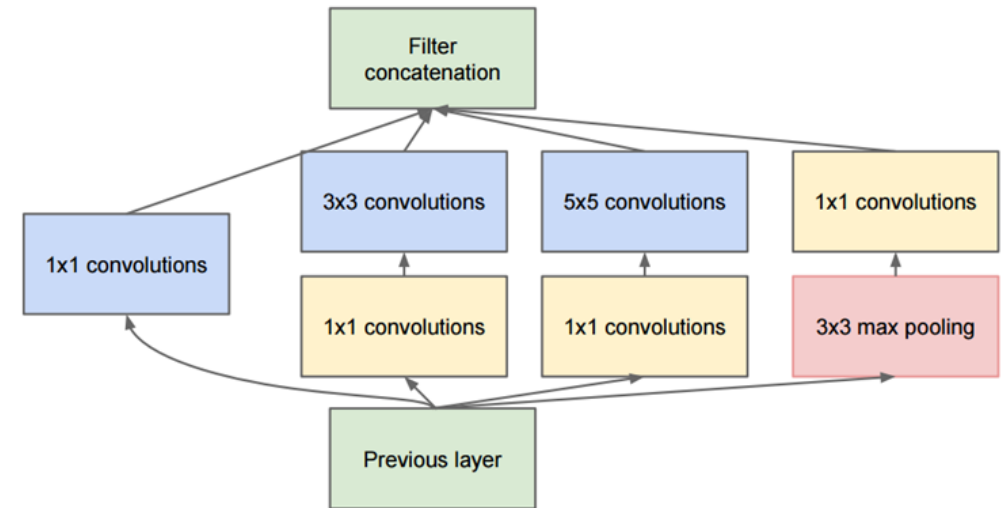 Filter
concatenation
3x3 convolutions
5x5 convolutions
1x1 convolutions
1x1 convolutions
1x1 convolutions
1x1 convolutions
3x3 max pooling
Previous layer